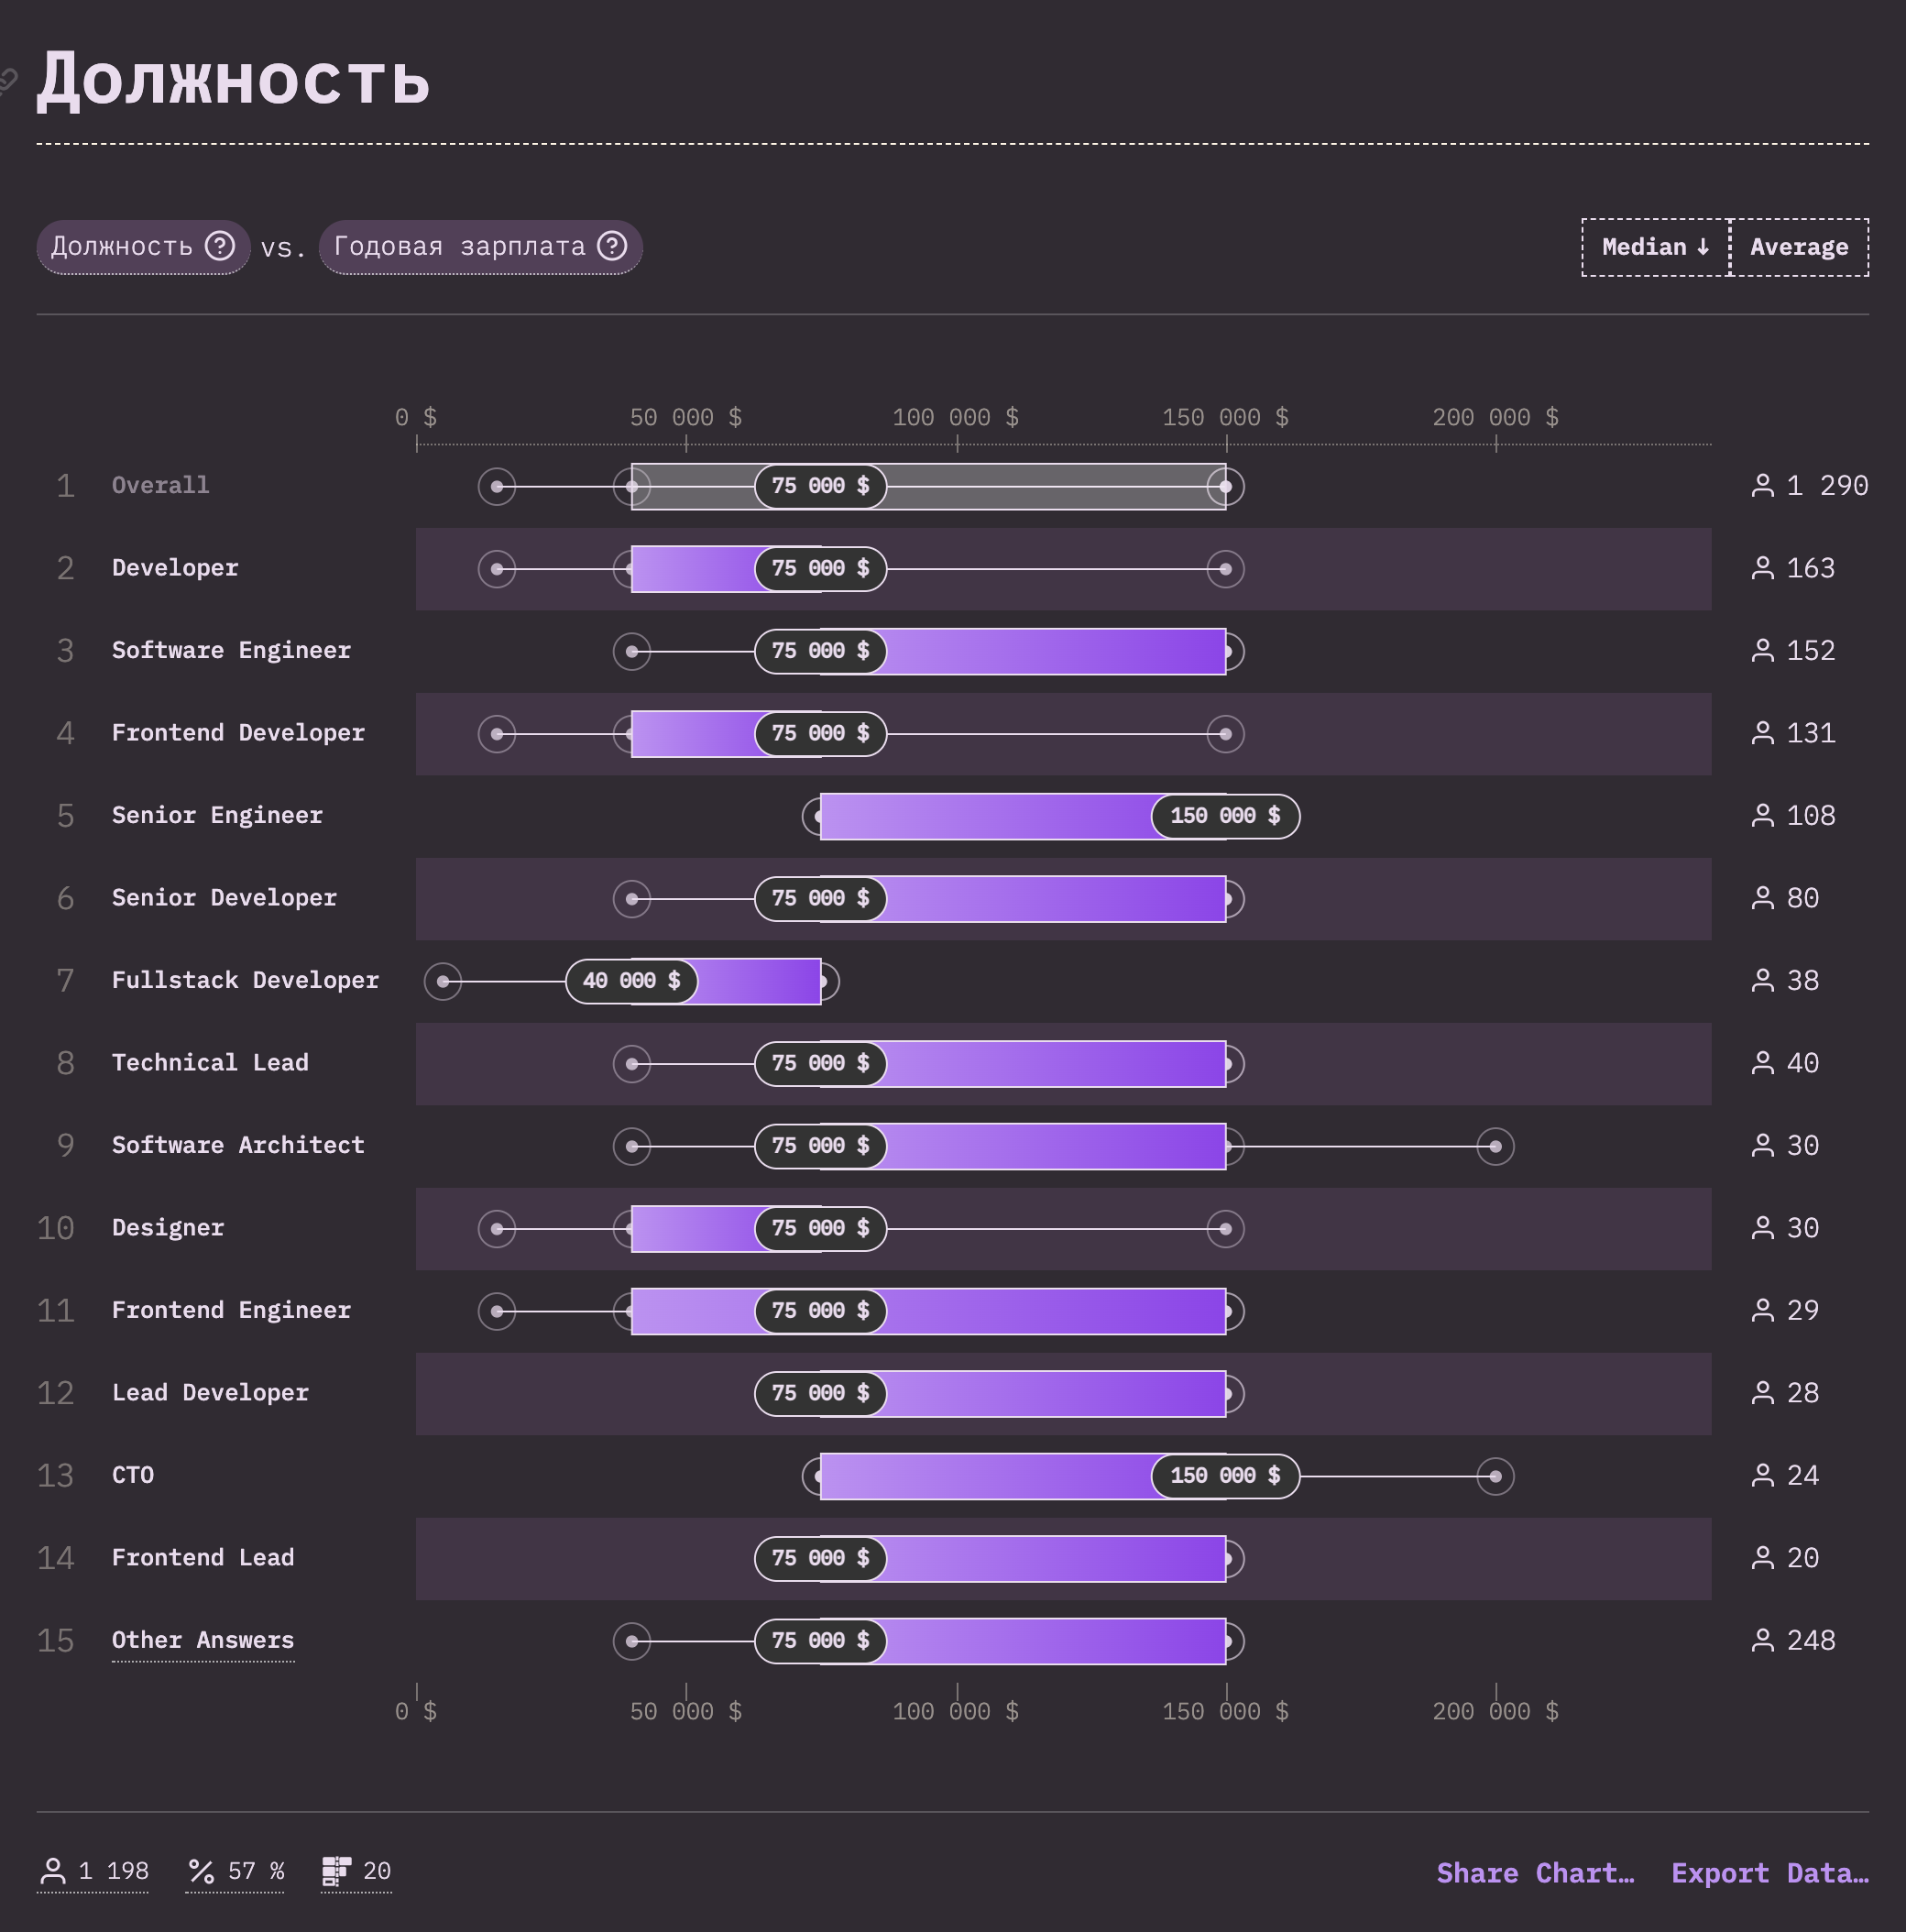 Должность
Должность ? vs. Годовая зарплата ?
Median ↓ Average
0 $ 50 000 $ 100 000 $ 150 000 $ 200 000 $
1 Overall 75 000 $ 1 290
2 Developer 75 000 $ 163
3 Software Engineer 75 000 $ 152
4 Frontend Developer 75 000 $ 131
5 Senior Engineer 150 000 $ 108
6 Senior Developer 75 000 $ 80
7 Fullstack Developer 40 000 $ 38
8 Technical Lead 75 000 $ 40
9 Software Architect 75 000 $ 30
10 Designer 75 000 $ 30
11 Frontend Engineer 75 000 $ 29
12 Lead Developer 75 000 $ 28
13 CTO 150 000 $ 24
14 Frontend Lead 75 000 $ 20
15 Other Answers 75 000 $ 248
0 $ 50 000 $ 100 000 $ 150 000 $ 200 000 $
1 198 % 57 % 20 Share Chart… Export Data…